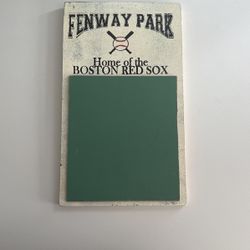 FENWAY PARK
Home of the
BOSTON RED SOX